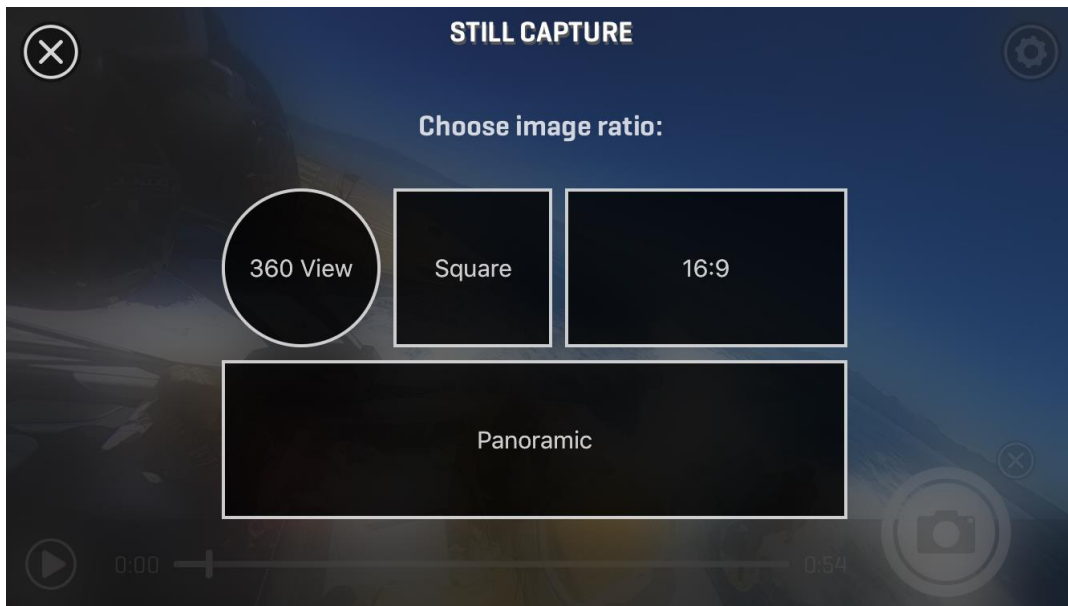 STILL CAPTURE
Choose image ratio:
360 View
Square
16:9
Panoramic
0:00
0:54